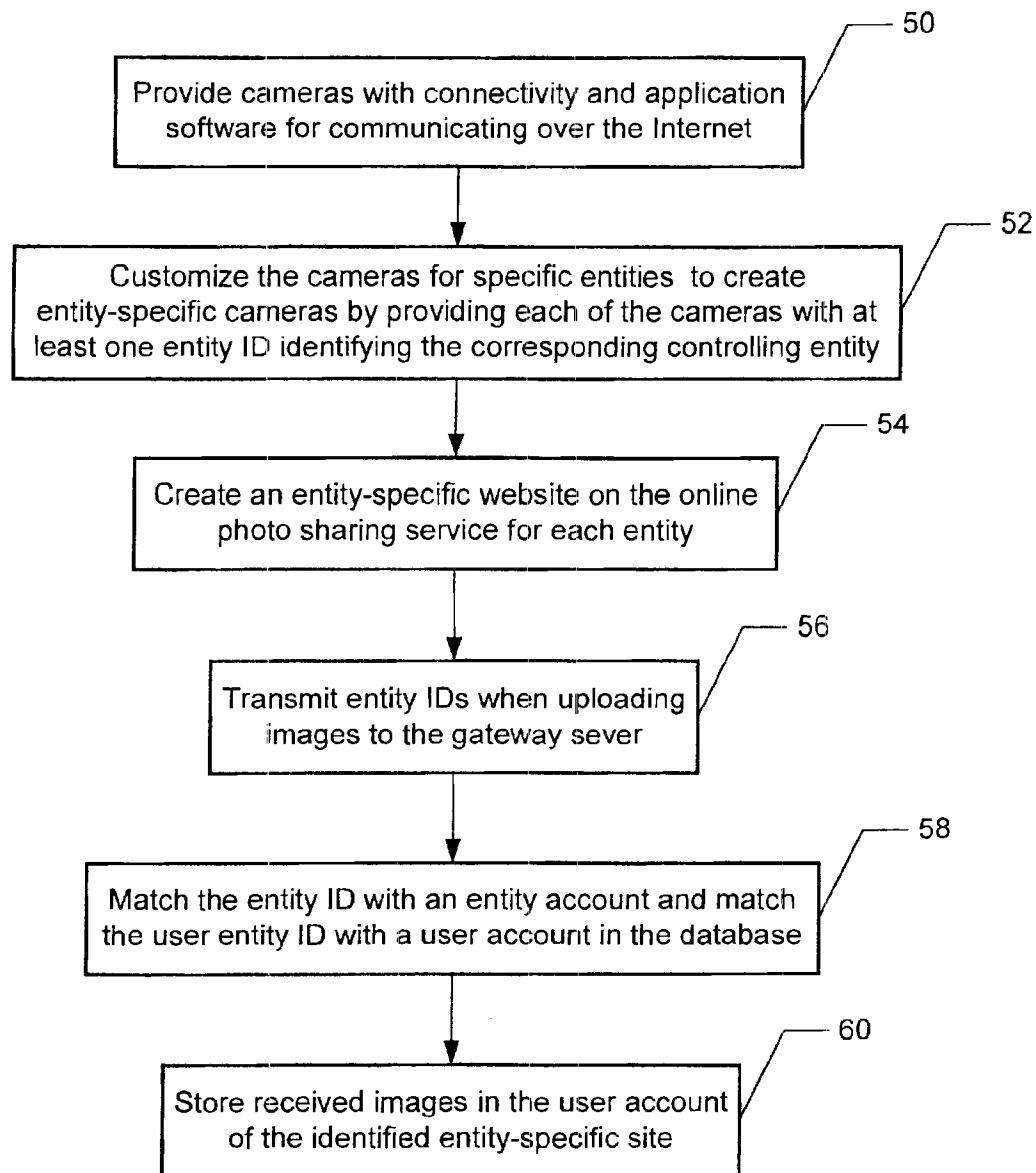 50
Provide cameras with connectivity and application
software for communicating over the Internet
52
Customize the cameras for specific entities to create
entity-specific cameras by providing each of the cameras with at
least one entity ID identifying the corresponding controlling entity
54
Create an entity-specific website on the online
photo sharing service for each entity
56
Transmit entity IDs when uploading
images to the gateway sever
58
Match the entity ID with an entity account and match
the user entity ID with a user account in the database
60
Store received images in the user account
of the identified entity-specific site